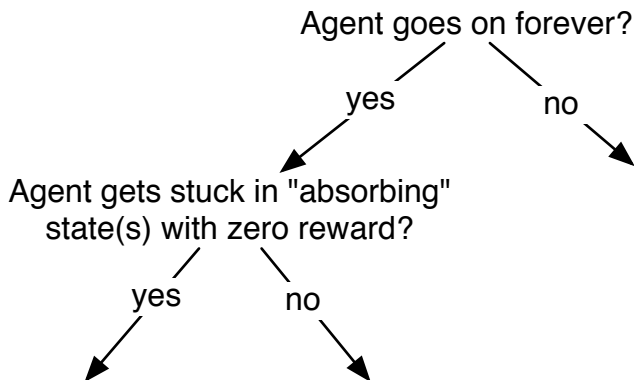 Agent goes on forever?
yes
no
Agent gets stuck in "absorbing"
state(s) with zero reward?
yes
no